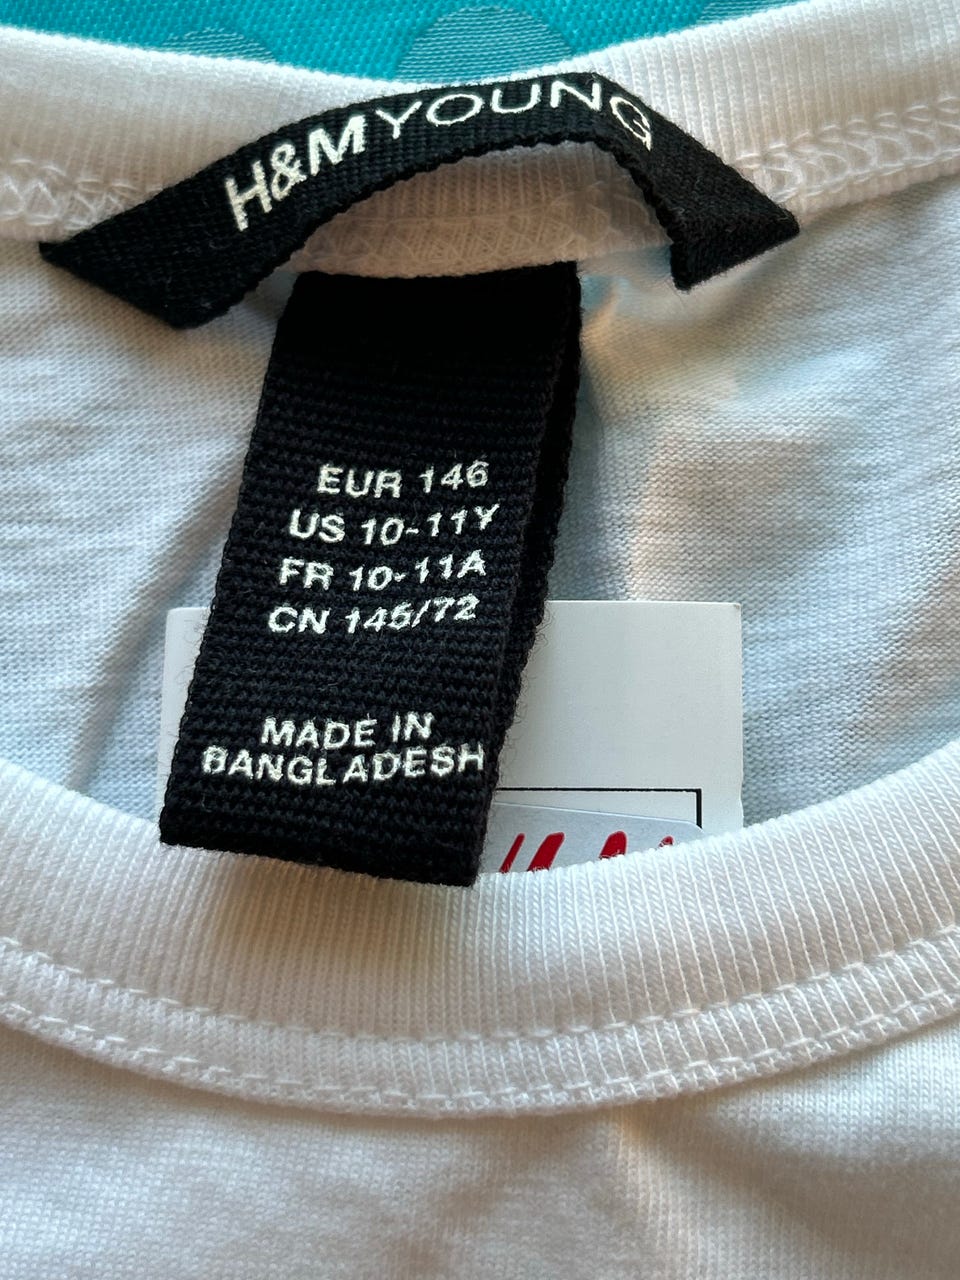 H&M YOUNG
EUR 146
US 10-11Y
FR 10-11A
CN 145/72
MADE IN
BANGLADESH